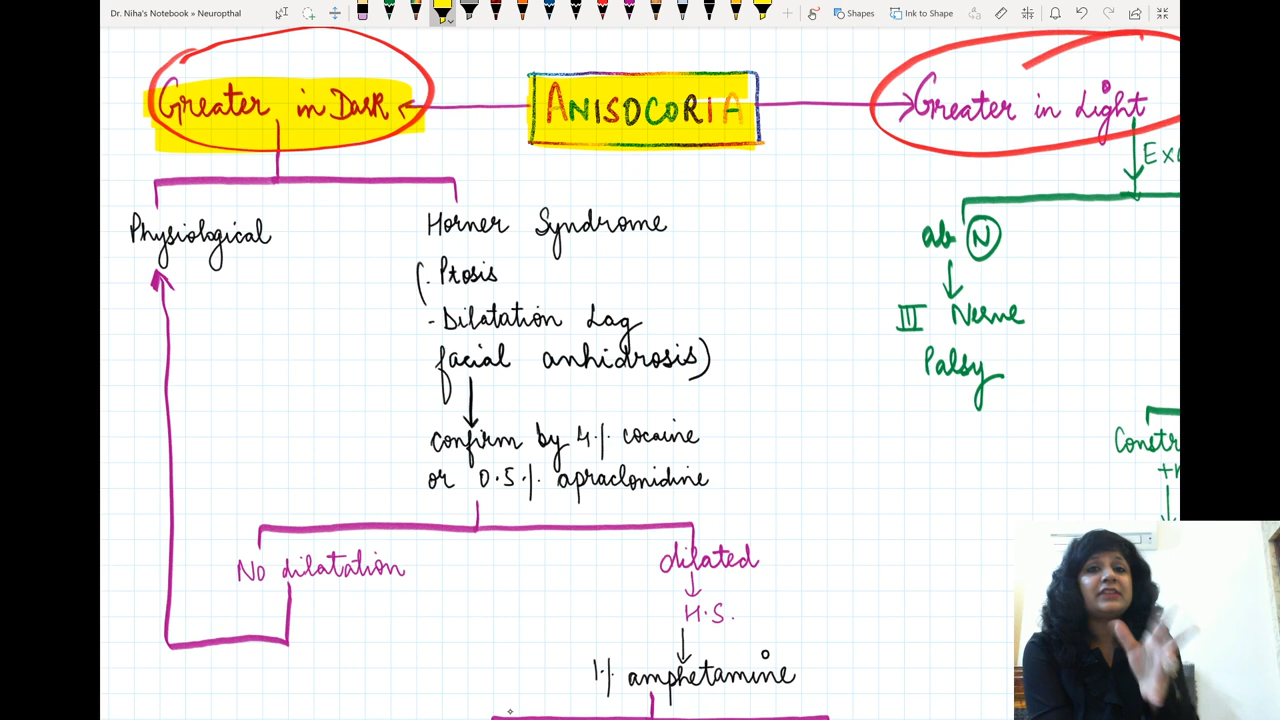 Dr. Niha's Notebook » Neuropthal
Shapes
Ink to Shape
Greater in Dark
ANISOCORIA
Greater in Light
Physiological
Horner Syndrome
(. Ptosis
- Dilatation Lag
facial anhidrosis)
confirm by 4% cocaine
or 0.5% apraclonidine
No dilatation
dilated
H.S.
1% amphetamine
ab N
III Nerve
Palsy